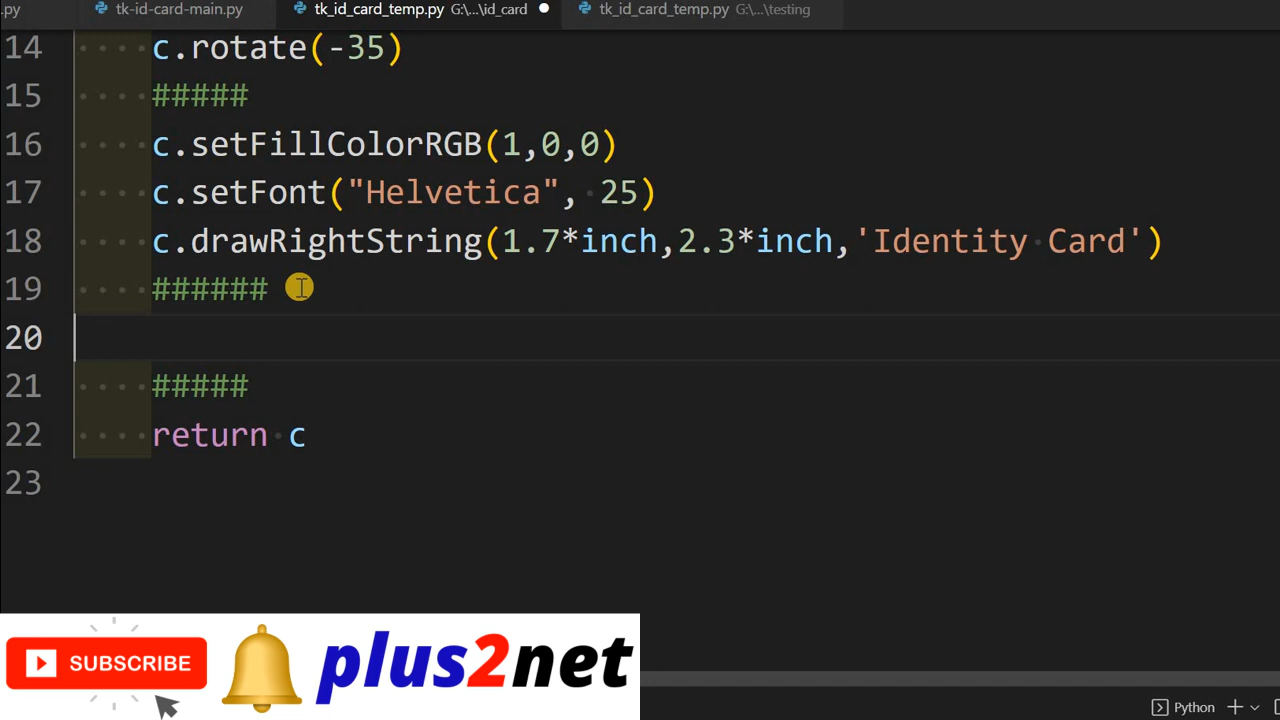 .py
tk-id-card-main.py
tk_id_card_temp.py G:\...\id_card
tk_id_card_temp.py G:\...\testing
14 c.rotate(-35)
15 #####
16 c.setFillColorRGB(1,0,0)
17 c.setFont("Helvetica", 25)
18 c.drawRightString(1.7*inch,2.3*inch,'Identity Card')
19 ######
20
21 #####
22 return c
23
SUBSCRIBE
plus2net
Python